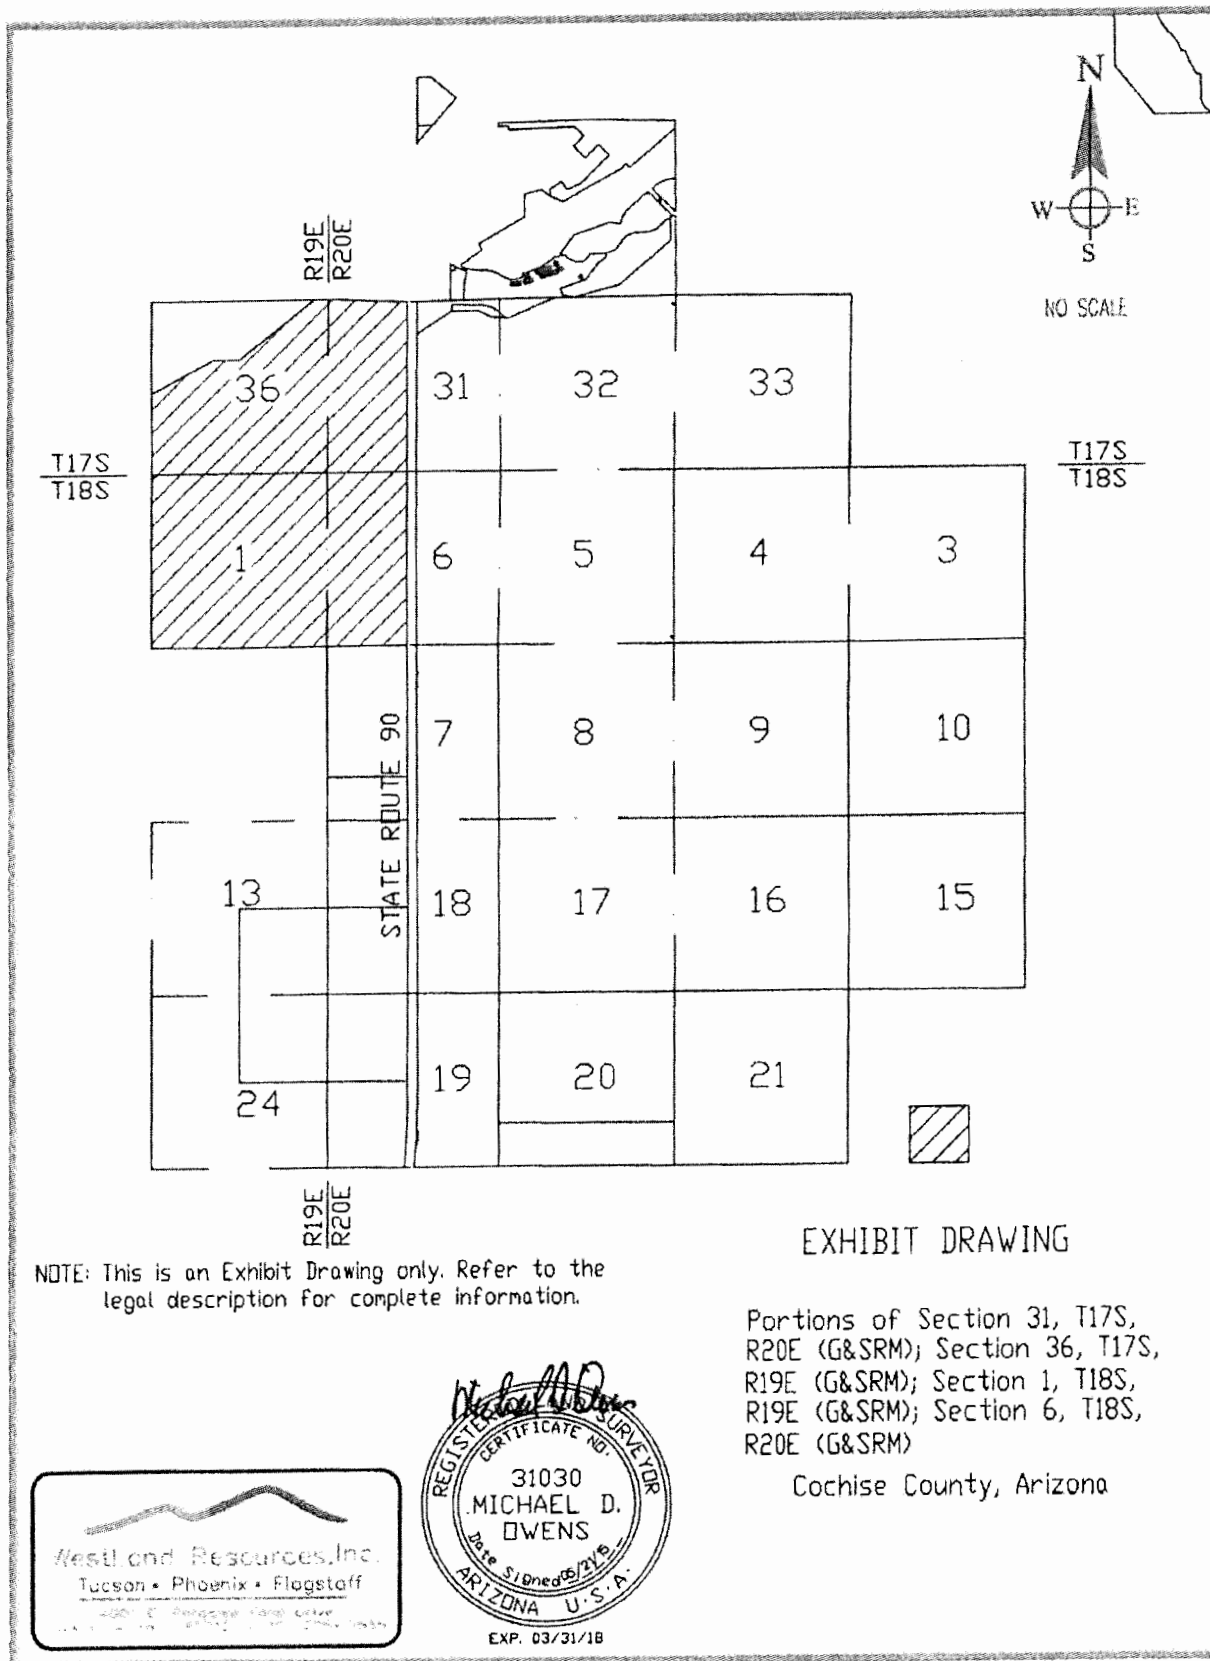 N
W E
S
NO SCALE
R19E
R20E
36 31 32 33
T17S
T18S
T17S
T18S
1 6 5 4 3
7 8 9 10
STATE ROUTE 90
13 18 17 16 15
24 19 20 21
R19E
R20E
EXHIBIT DRAWING
NOTE: This is an Exhibit Drawing only. Refer to the
legal description for complete information.
Portions of Section 31, T17S,
R20E (G&SRM); Section 36, T17S,
R19E (G&SRM); Section 1, T18S,
R19E (G&SRM); Section 6, T18S,
R20E (G&SRM)
Cochise County, Arizona
REGISTERED LAND SURVEYOR
CERTIFICATE NO.
31030
MICHAEL D.
OWENS
Date Signed 05/21/15
ARIZONA U.S.A.
EXP. 03/31/18
WestLand Resources, Inc.
Tucson • Phoenix • Flagstaff